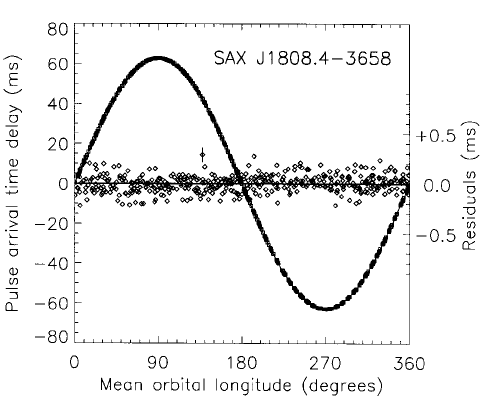 80
60
40
20
0
−20
−40
−60
−80
Pulse arrival time delay (ms)
SAX J1808.4−3658
+0.5
0.0
−0.5
Residuals (ms)
0 90 180 270 360
Mean orbital longitude (degrees)